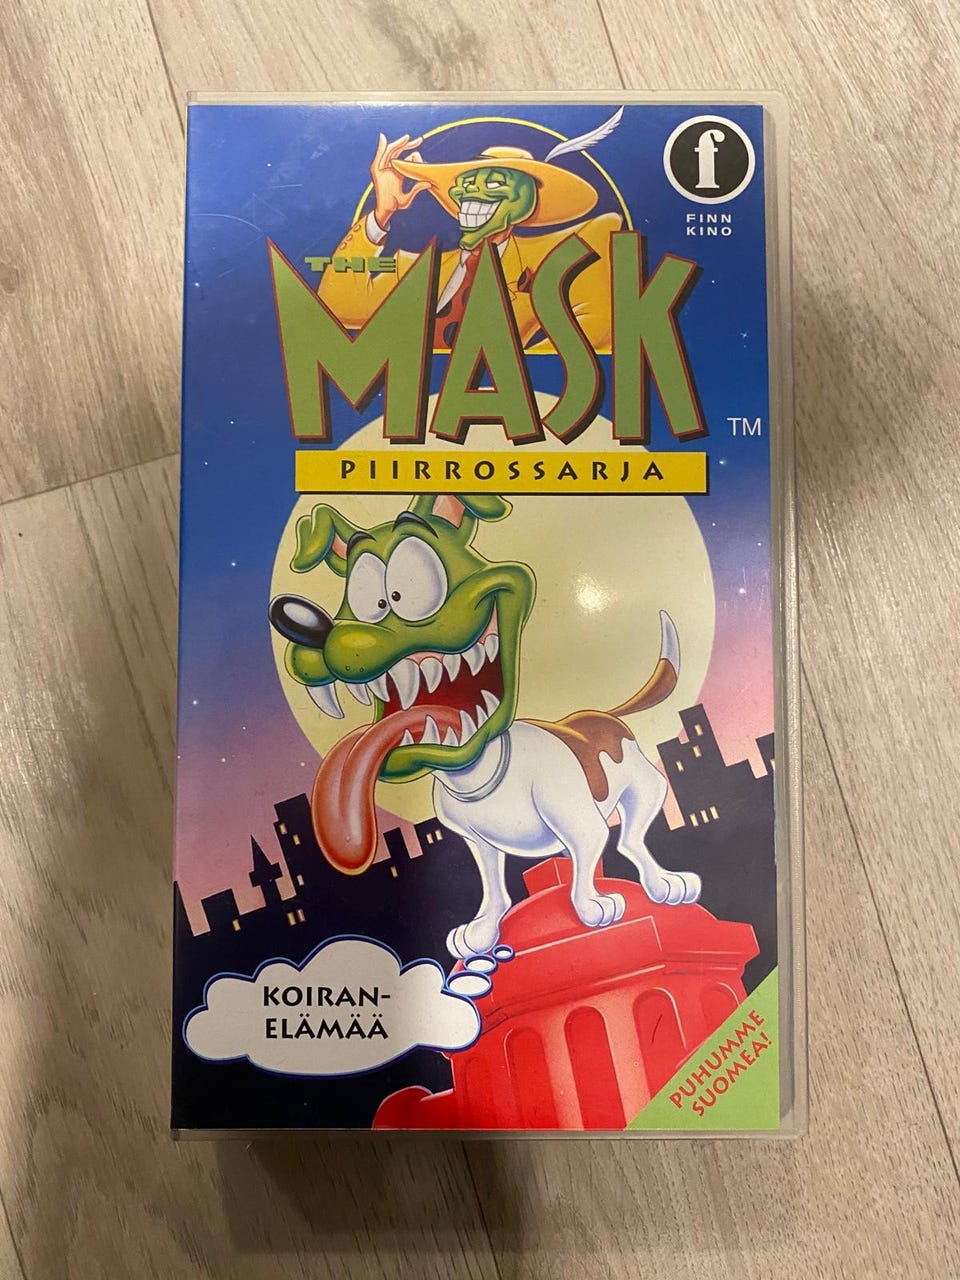 f
FINN
KINO
THE
MASK
TM
PIIRROSSARJA
KOIRAN-
ELÄMÄÄ
PUHUMME
SUOMEA!